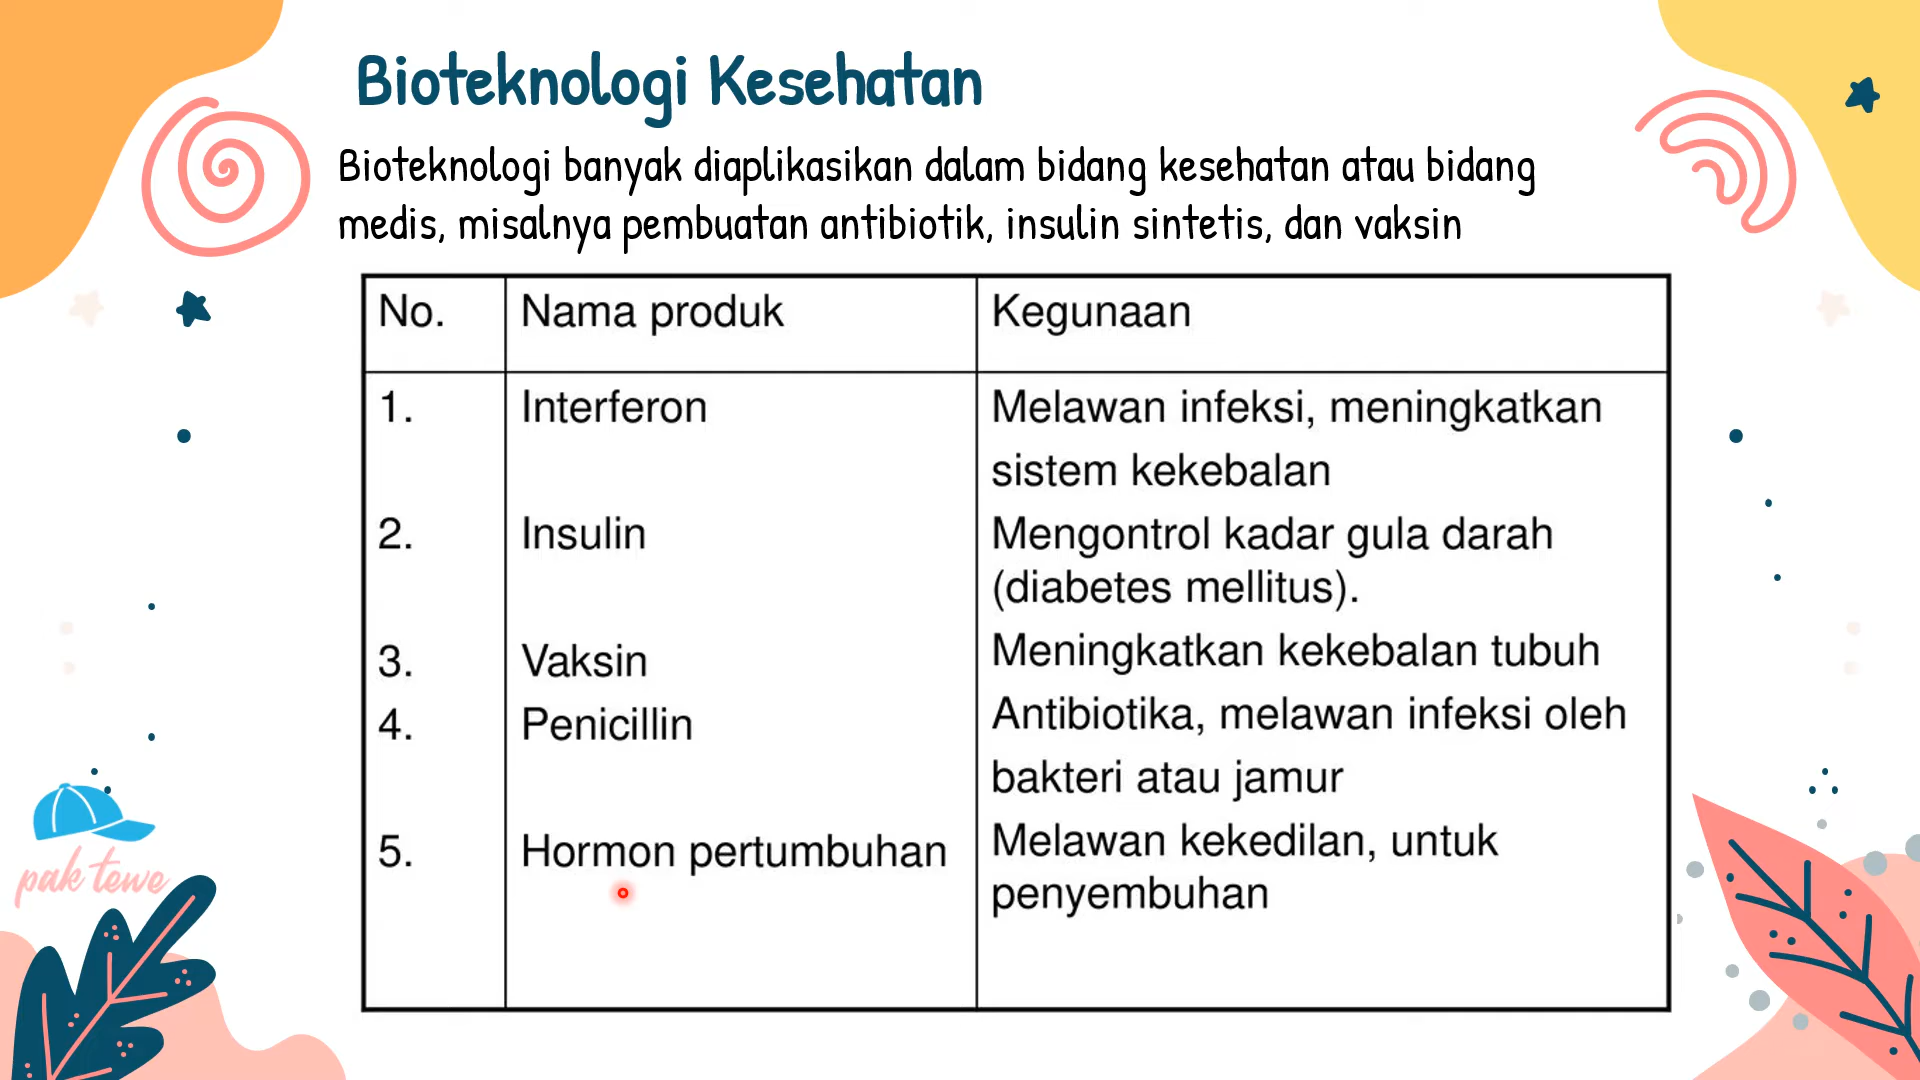 Bioteknologi Kesehatan
Bioteknologi banyak diaplikasikan dalam bidang kesehatan atau bidang
medis, misalnya pembuatan antibiotik, insulin sintetis, dan vaksin
No. Nama produk Kegunaan
1. Interferon Melawan infeksi, meningkatkan
sistem kekebalan
2. Insulin Mengontrol kadar gula darah
(diabetes mellitus).
3. Vaksin Meningkatkan kekebalan tubuh
4. Penicillin Antibiotika, melawan infeksi oleh
bakteri atau jamur
5. Hormon pertumbuhan Melawan kekedilan, untuk
penyembuhan
pak tewe